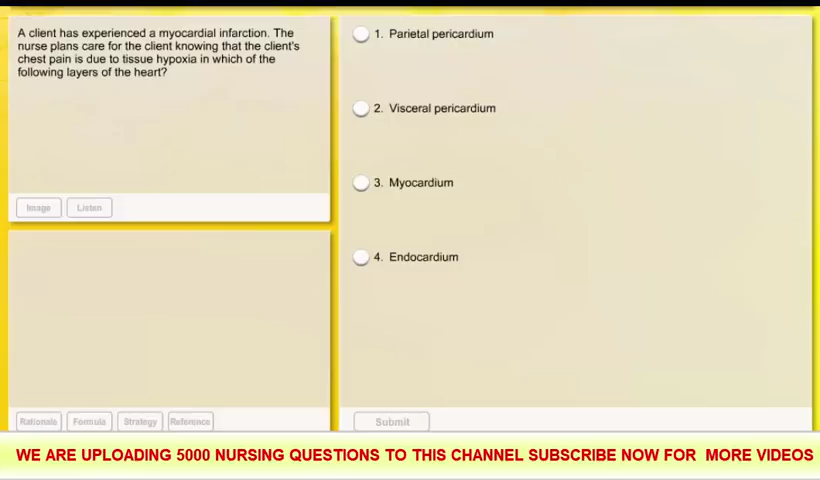 A client has experienced a myocardial infarction. The
nurse plans care for the client knowing that the client's
chest pain is due to tissue hypoxia in which of the
following layers of the heart?
Image Listen
1. Parietal pericardium
2. Visceral pericardium
3. Myocardium
4. Endocardium
Rationale Formula Strategy Reference
Submit
WE ARE UPLOADING 5000 NURSING QUESTIONS TO THIS CHANNEL SUBSCRIBE NOW FOR MORE VIDEOS